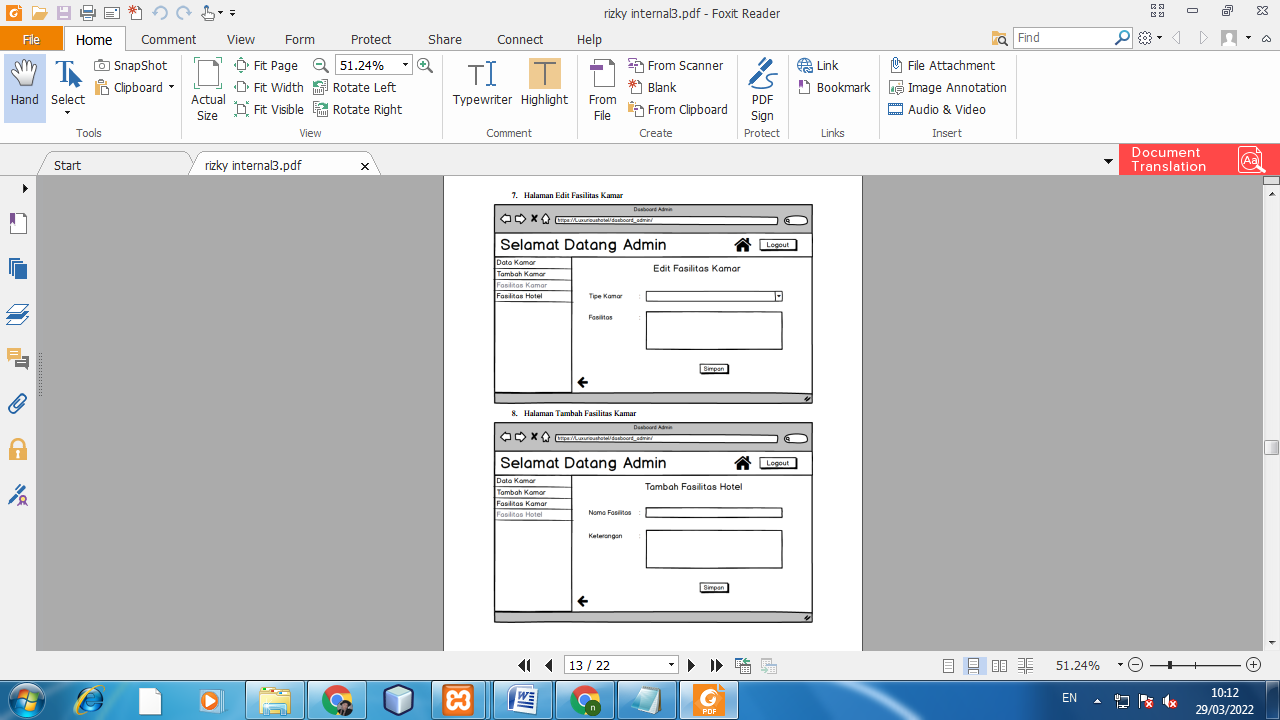 rizky internal3.pdf - Foxit Reader
File Home Comment View Form Protect Share Connect Help Find
Hand
Select
SnapShot
Clipboard
Tools
Actual Size
Fit Page
Fit Width
Fit Visible
51.24%
Rotate Left
Rotate Right
View
Typewriter
Highlight
Comment
From File
From Scanner
Blank
From Clipboard
Create
PDF Sign
Protect
Link
Bookmark
Links
File Attachment
Image Annotation
Audio & Video
Insert
Start
rizky internal3.pdf
Document Translation
7. Halaman Edit Fasilitas Kamar
Dasboard Admin
https://Luxurioushotel/dasboard_admin/
Selamat Datang Admin
Logout
Data Kamar
Tambah Kamar
Fasilitas Kamar
Fasilitas Hotel
Edit Fasilitas Kamar
Tipe Kamar :
Fasilitas :
Simpan
8. Halaman Tambah Fasilitas Kamar
Dasboard Admin
https://Luxurioushotel/dasboard_admin/
Selamat Datang Admin
Logout
Data Kamar
Tambah Kamar
Fasilitas Kamar
Fasilitas Hotel
Tambah Fasilitas Hotel
Nama Fasilitas :
Keterangan :
Simpan
13 / 22
51.24%
EN
10:12
29/03/2022